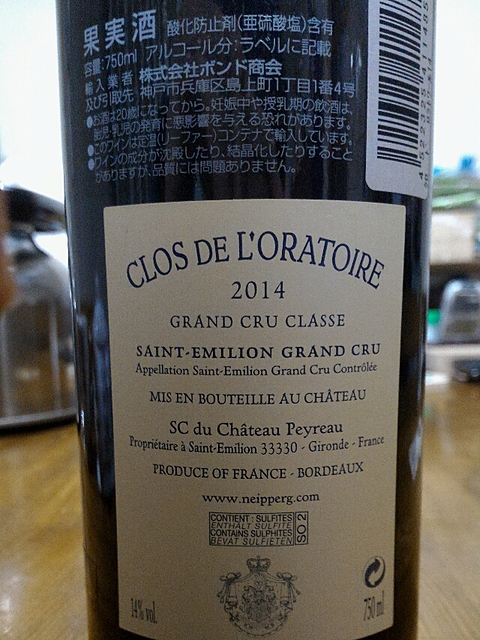 果実酒 酸化防止剤(亜硫酸塩)含有
容量:750ml アルコール分:ラベルに記載
輸入業者 株式会社ボンド商会
及び引取先 神戸市兵庫区島上町1丁目1番4号
●お酒は20歳になってから。妊娠中や授乳期の飲酒は、
胎児・乳児の発育に悪影響を与える恐れがあります。
●このワインは定温(リーファー)コンテナで輸入しています。
●ワインの成分が沈殿したり、結晶化したりすること
がありますが、品質には問題ありません。
CLOS DE L'ORATOIRE
2014
GRAND CRU CLASSE
SAINT-EMILION GRAND CRU
Appellation Saint-Emilion Grand Cru Contrôlée
MIS EN BOUTEILLE AU CHÂTEAU
SC du Château Peyreau
Propriétaire à Saint-Emilion 33330 - Gironde - France
PRODUCE OF FRANCE - BORDEAUX
www.neipperg.com
CONTIENT : SULFITES
ENTHÄLT SULFITE
CONTAINS SULPHITES
BEVAT SULFIETEN
SO2
14% vol.
750 ml